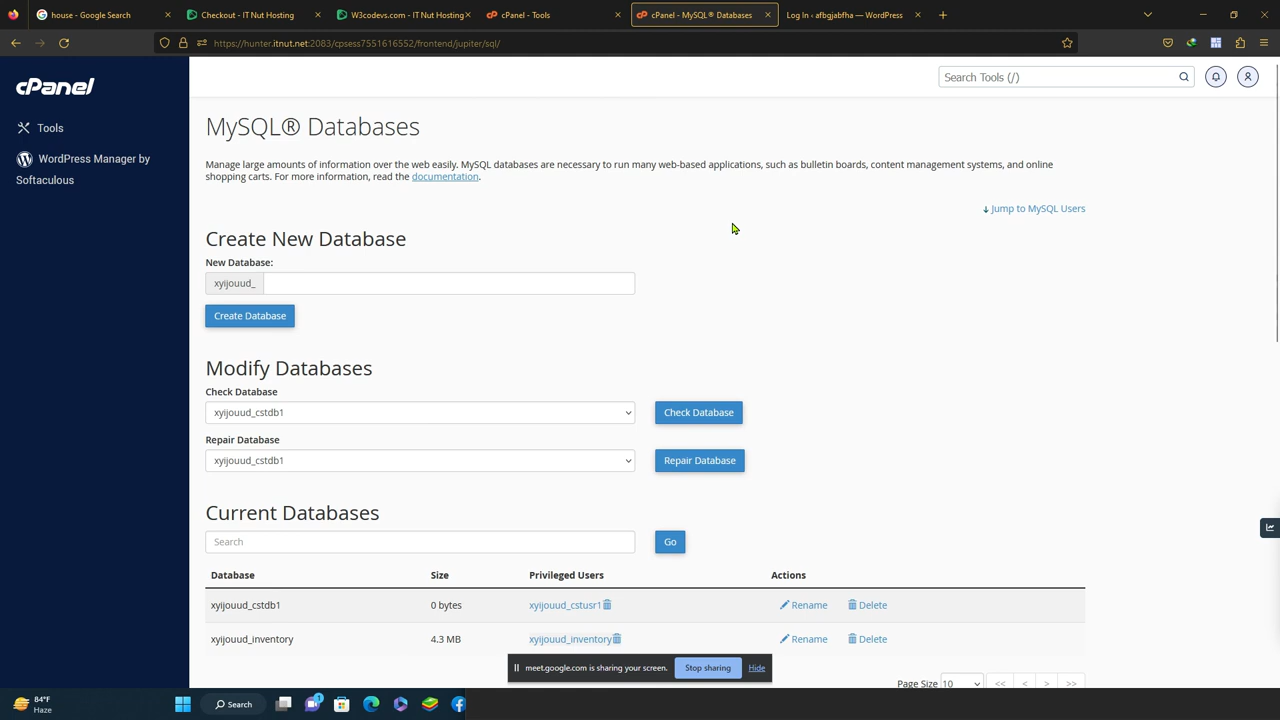 house - Google Search
Checkout - IT Nut Hosting
W3codevs.com - IT Nut Hosting
cPanel - Tools
cPanel - MySQL® Databases
Log In ‹ afbgjabfha — WordPress
https://hunter.itnut.net:2083/cpsess7551616552/frontend/jupiter/sql/
cPanel
Search Tools (/)
Tools
WordPress Manager by
Softaculous
MySQL® Databases
Manage large amounts of information over the web easily. MySQL databases are necessary to run many web-based applications, such as bulletin boards, content management systems, and online
shopping carts. For more information, read the documentation.
Jump to MySQL Users
Create New Database
New Database:
xyijouud_
Create Database
Modify Databases
Check Database
xyijouud_cstdb1
Check Database
Repair Database
xyijouud_cstdb1
Repair Database
Current Databases
Search
Go
Database Size Privileged Users Actions
xyijouud_cstdb1 0 bytes xyijouud_cstusr1 Rename Delete
xyijouud_inventory 4.3 MB xyijouud_inventory Rename Delete
meet.google.com is sharing your screen. Stop sharing Hide
Page Size 10 << < > >>
84°F
Haze
Search
1